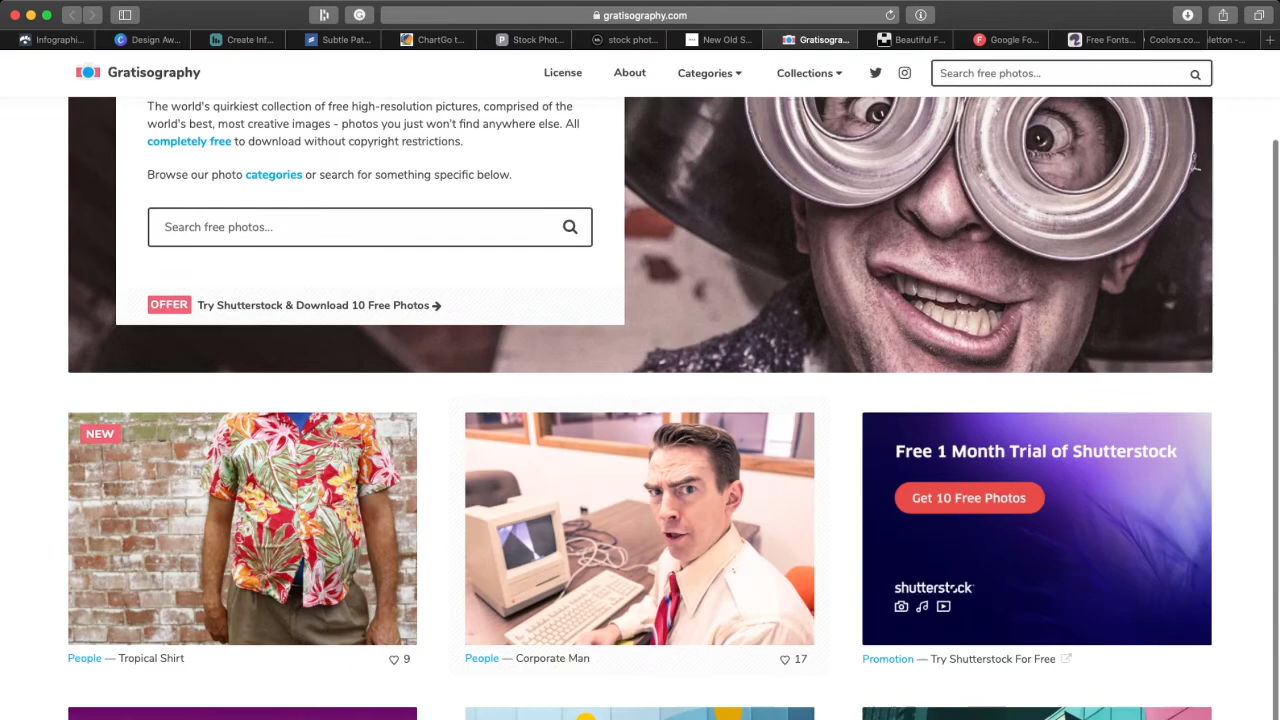 gratisography.com
Infographi...
Design Aw...
Create Inf...
Subtle Pat...
ChartGo t...
Stock Phot...
stock phot...
New Old S...
Gratisogra...
Beautiful F...
Google Fo...
Free Fonts...
Coolors.co...
letton -...
Gratisography
License
About
Categories
Collections
Search free photos...
The world's quirkiest collection of free high-resolution pictures, comprised of the
world's best, most creative images - photos you just won't find anywhere else. All
completely free to download without copyright restrictions.
Browse our photo categories or search for something specific below.
Search free photos...
OFFER Try Shutterstock & Download 10 Free Photos
NEW
People — Tropical Shirt
9
People — Corporate Man
17
Free 1 Month Trial of Shutterstock
Get 10 Free Photos
shutterstock
Promotion — Try Shutterstock For Free